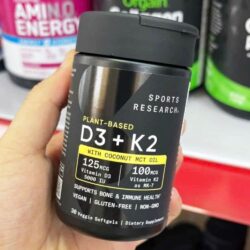 AMINO
ENERGY
Orgain
SPORTS
RESEARCH
PLANT-BASED
D3 + K2
WITH COCONUT MCT OIL
125MCG
Vitamin D3
5000 IU
100MCG
Vitamin K2
as MK-7
SUPPORTS BONE & IMMUNE HEALTH
VEGAN | GLUTEN-FREE | NON-GMO
30 Veggie Softgels | Dietary Supplement